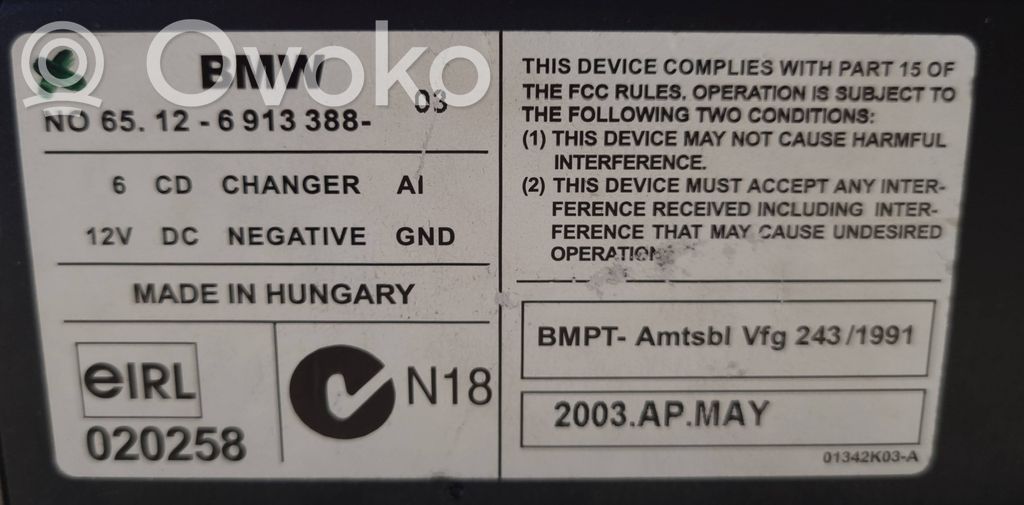 Ovoko
BMW
NO 65. 12 - 6 913 388- 03
6 CD CHANGER AI
12V DC NEGATIVE GND
MADE IN HUNGARY
eIRL
020258
N18
THIS DEVICE COMPLIES WITH PART 15 OF
THE FCC RULES. OPERATION IS SUBJECT TO
THE FOLLOWING TWO CONDITIONS:
(1) THIS DEVICE MAY NOT CAUSE HARMFUL
INTERFERENCE.
(2) THIS DEVICE MUST ACCEPT ANY INTER-
FERENCE RECEIVED INCLUDING INTER-
FERENCE THAT MAY CAUSE UNDESIRED
OPERATION
BMPT- Amtsbl Vfg 243/1991
2003.AP.MAY
01342K03-A